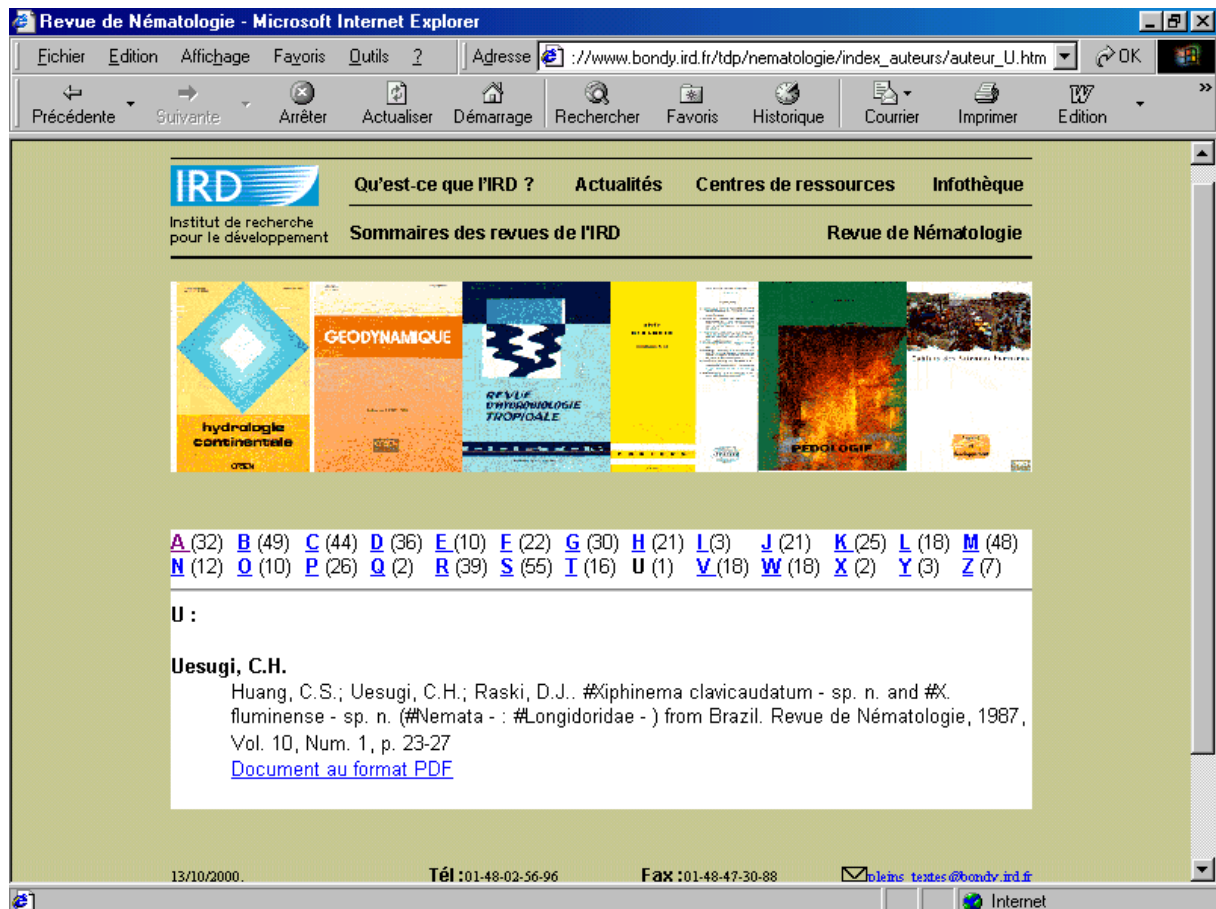 Revue de Nématologie - Microsoft Internet Explorer
Fichier Edition Affichage Favoris Outils ? Adresse ://www.bondy.ird.fr/tdp/nematologie/index_auteurs/auteur_U.htm OK
Précédente Suivante Arrêter Actualiser Démarrage Rechercher Favoris Historique Courrier Imprimer Edition
IRD
Qu'est-ce que l'IRD ? Actualités Centres de ressources Infothèque
Institut de recherche
pour le développement
Sommaires des revues de l'IRD Revue de Nématologie
GEODYNAMIQUE
REVUE
D'HYDROBIOLOGIE
TROPICALE
hydrologie
continentale
PEDOLOGIE
Cahiers des Sciences humaines
A (32) B (49) C (44) D (36) E (10) F (22) G (30) H (21) I (3) J (21) K (25) L (18) M (48)
N (12) O (10) P (26) Q (2) R (39) S (55) T (16) U (1) V (18) W (18) X (2) Y (3) Z (7)
U :
Uesugi, C.H.
Huang, C.S.; Uesugi, C.H.; Raski, D.J.. #Xiphinema clavicaudatum - sp. n. and #X.
fluminense - sp. n. (#Nemata - : #Longidoridae - ) from Brazil. Revue de Nématologie, 1987,
Vol. 10, Num. 1, p. 23-27
Document au format PDF
13/10/2000. Tél :01-48-02-56-96 Fax :01-48-47-30-88 pleins_textes@bondy.ird.fr
Internet